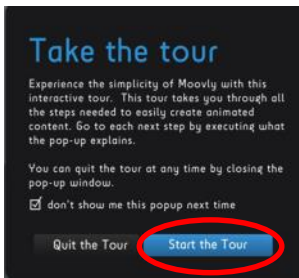 Take the tour
Experience the simplicity of Moovly with this
interactive tour. This tour takes you through all
the steps needed to easily create animated
content. Go to each next step by executing what
the pop-up explains.
You can quit the tour at any time by closing the
pop-up window.
don't show me this popup next time
Quit the Tour Start the Tour